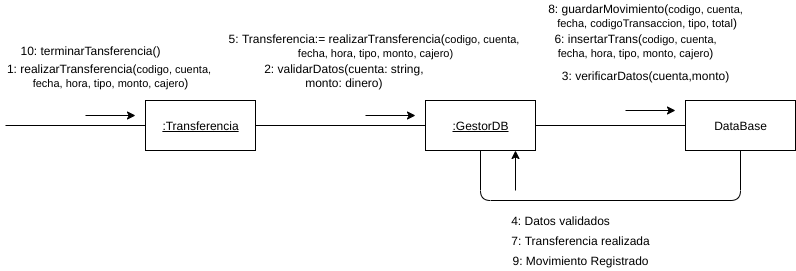 8: guardarMovimiento(codigo, cuenta,
fecha, codigoTransaccion, tipo, total)
5: Transferencia:= realizarTransferencia(codigo, cuenta,
fecha, hora, tipo, monto, cajero)
6: insertarTrans(codigo, cuenta,
fecha, hora, tipo, monto, cajero)
10: terminarTansferencia()
1: realizarTransferencia(codigo, cuenta,
fecha, hora, tipo, monto, cajero)
2: validarDatos(cuenta: string,
monto: dinero)
3: verificarDatos(cuenta,monto)
:Transferencia
:GestorDB
DataBase
4: Datos validados
7: Transferencia realizada
9: Movimiento Registrado